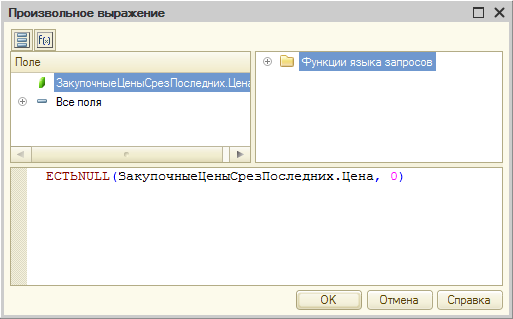 Произвольное выражение
f(x)
Поле
ЗакупочныеЦеныСрезПоследних.Цена
Все поля
Функции языка запросов
ЕСТЬNULL(ЗакупочныеЦеныСрезПоследних.Цена, 0)
OK
Отмена
Справка